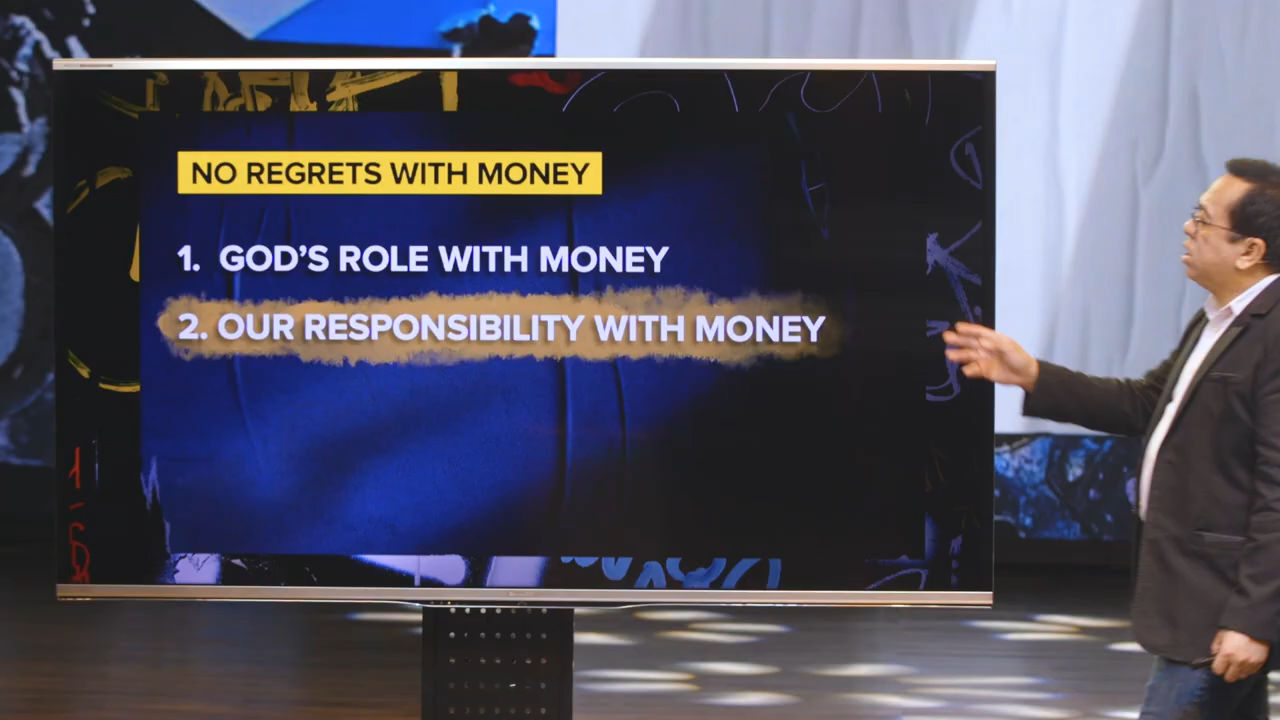 NO REGRETS WITH MONEY
1. GOD'S ROLE WITH MONEY
2. OUR RESPONSIBILITY WITH MONEY